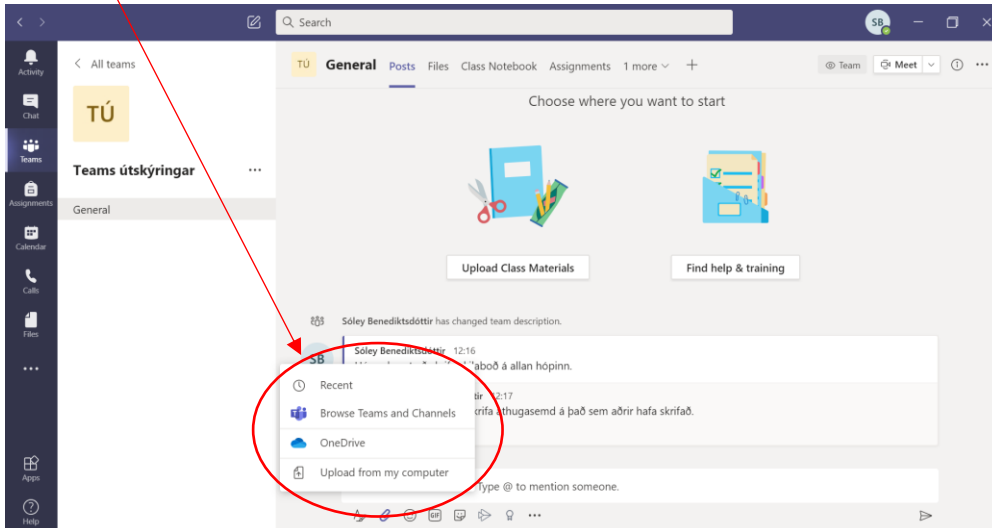 Search
SB
Activity
Chat
Teams
Assignments
Calendar
Calls
Files
Apps
Help
All teams
TÚ
Teams útskýringar
General
TÚ General Posts Files Class Notebook Assignments 1 more
Team Meet
Choose where you want to start
Upload Class Materials
Find help & training
Sóley Benediktsdóttir has changed team description.
SB
Sóley Benediktsdóttir 12:16
á allan hópinn.
12:17
athugasemd á það sem aðrir hafa skrifað.
Recent
Browse Teams and Channels
OneDrive
Upload from my computer
Type @ to mention someone.
GIF